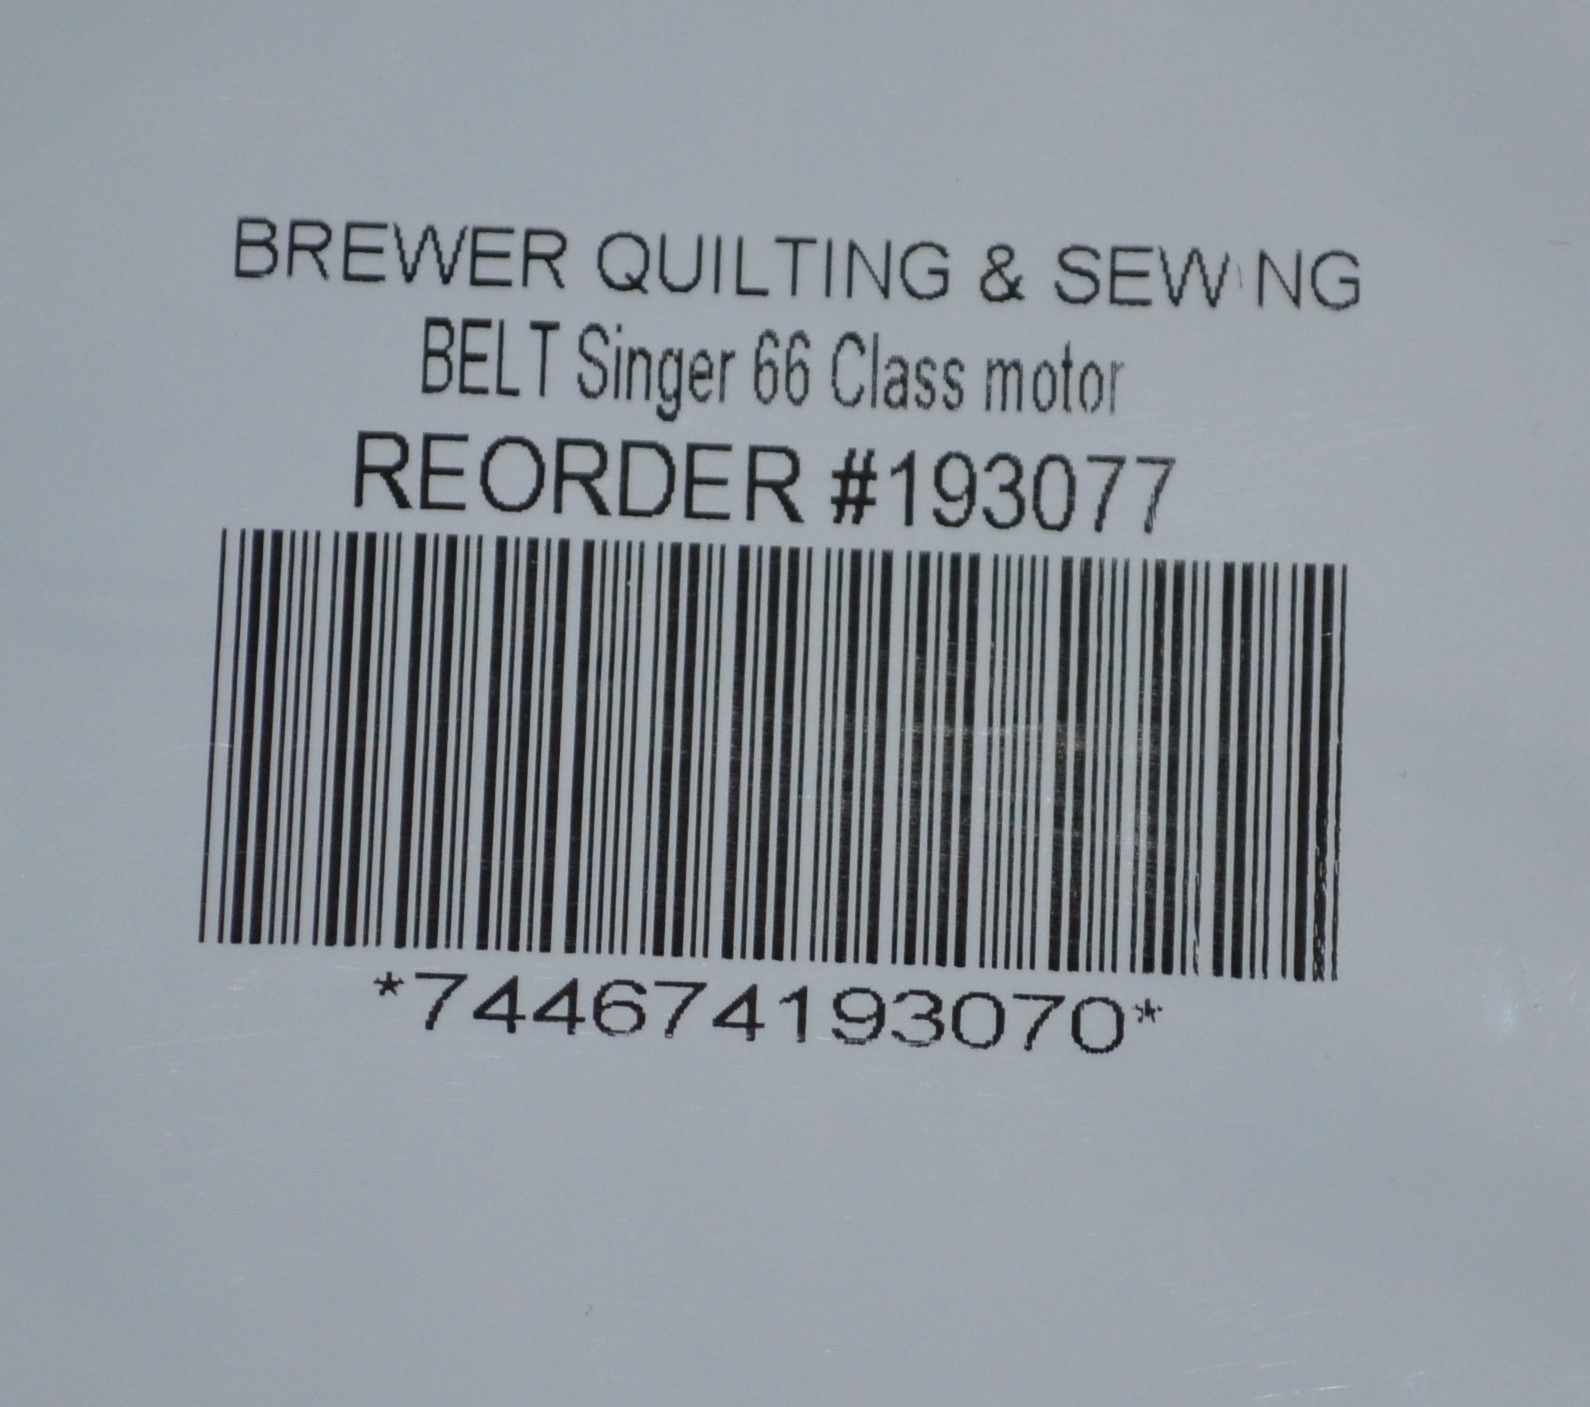 BREWER QUILTING & SEWING
BELT Singer 66 Class motor
REORDER #193077
*744674193070*